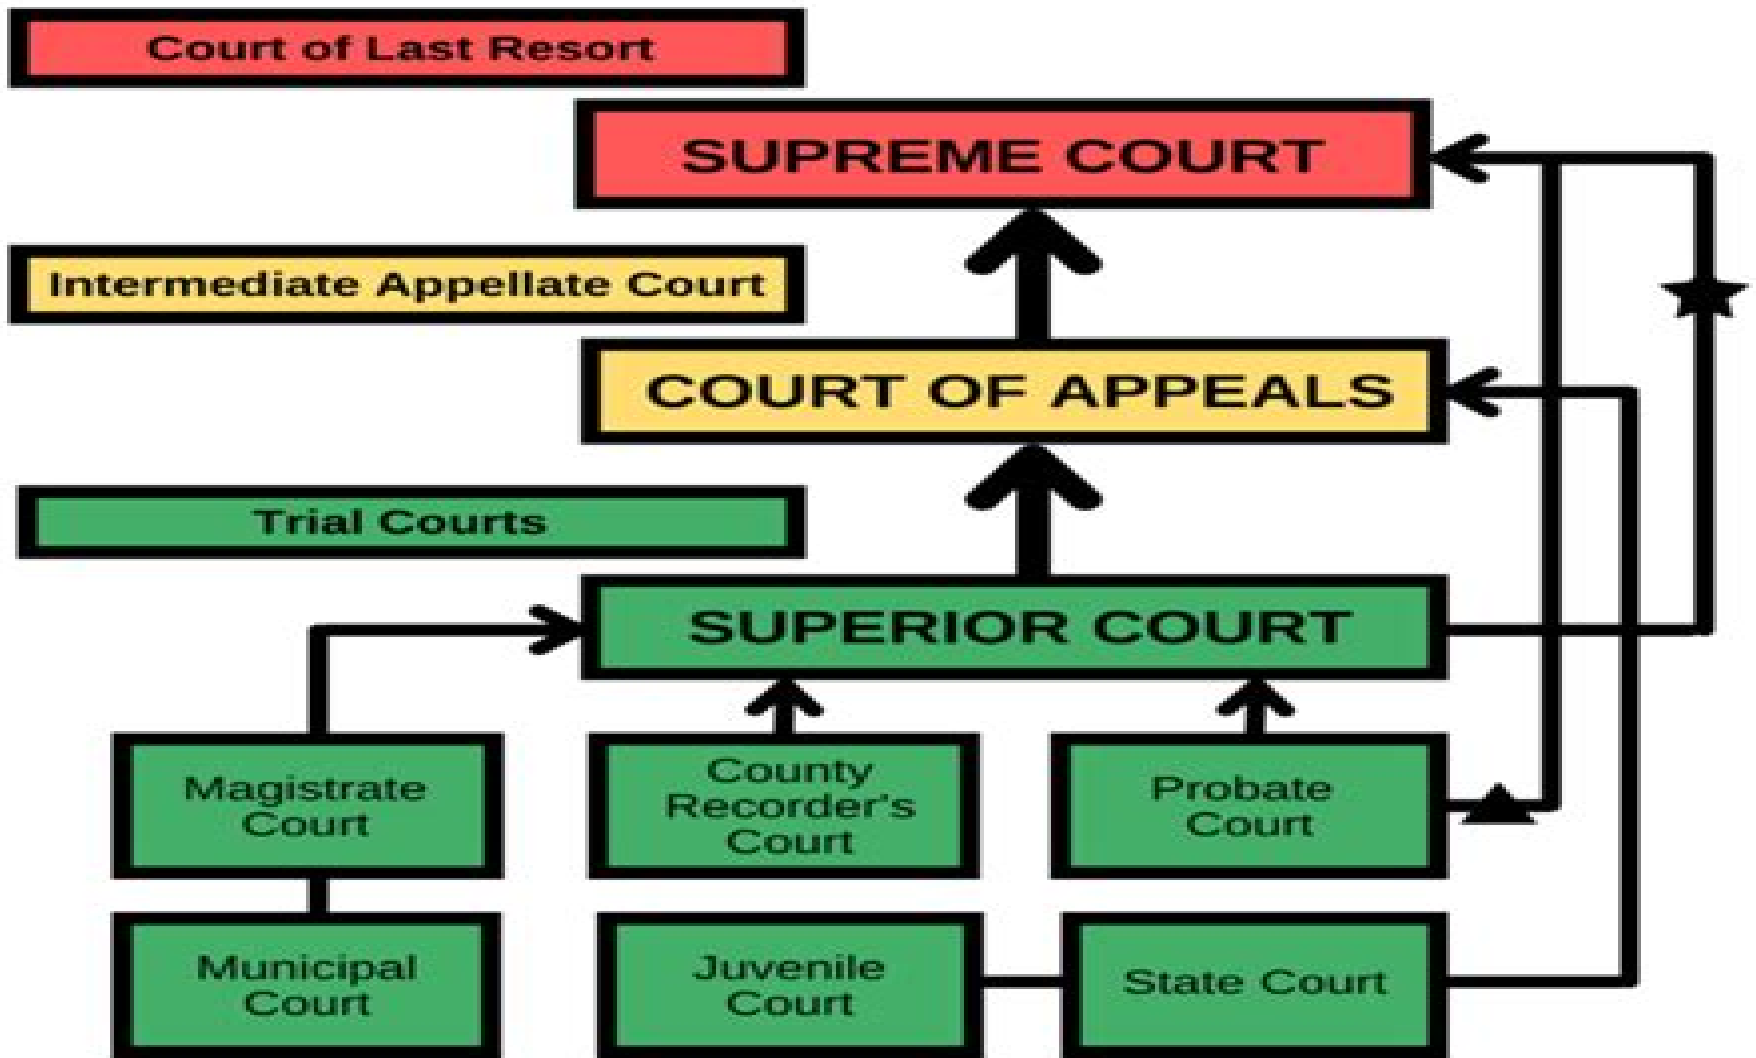 Court of Last Resort
SUPREME COURT
Intermediate Appellate Court
COURT OF APPEALS
Trial Courts
SUPERIOR COURT
Magistrate
Court
County
Recorder's
Court
Probate
Court
Municipal
Court
Juvenile
Court
State Court